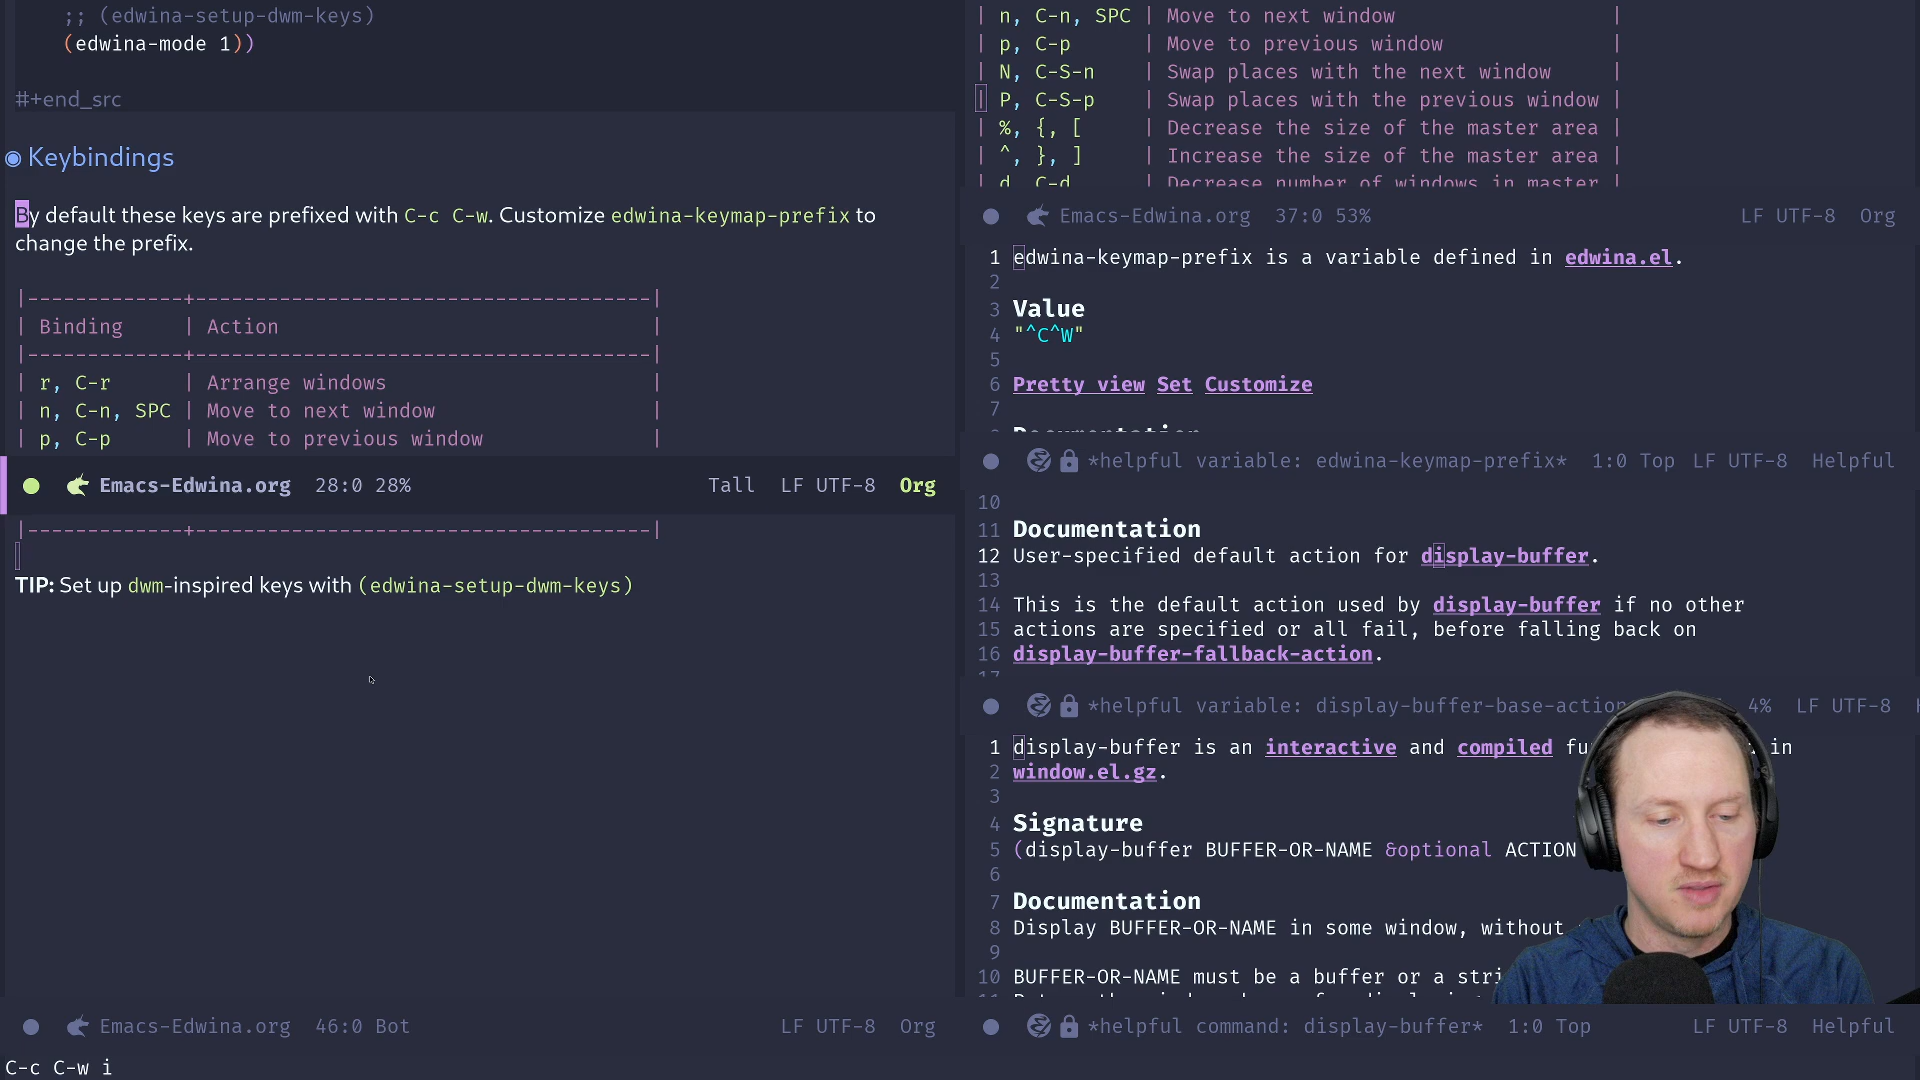 ;; (edwina-setup-dwm-keys)
(edwina-mode 1))
#+end_src
Keybindings
By default these keys are prefixed with C-c C-w. Customize edwina-keymap-prefix to
change the prefix.
|-------------+--------------------------------------|
| Binding | Action |
|-------------+--------------------------------------|
| r, C-r | Arrange windows |
| n, C-n, SPC | Move to next window |
| p, C-p | Move to previous window |
Emacs-Edwina.org 28:0 28% Tall LF UTF-8 Org
|-------------+--------------------------------------|
TIP: Set up dwm-inspired keys with (edwina-setup-dwm-keys)
Emacs-Edwina.org 46:0 Bot LF UTF-8 Org
| n, C-n, SPC | Move to next window |
| p, C-p | Move to previous window |
| N, C-S-n | Swap places with the next window |
| P, C-S-p | Swap places with the previous window |
| %, {, [ | Decrease the size of the master area |
| ^, }, ] | Increase the size of the master area |
| d, C-d | Decrease number of windows in master |
Emacs-Edwina.org 37:0 53% LF UTF-8 Org
1 edwina-keymap-prefix is a variable defined in edwina.el.
2
3 Value
4 "^C^W"
5
6 Pretty view Set Customize
7
Documentation
*helpful variable: edwina-keymap-prefix* 1:0 Top LF UTF-8 Helpful
10
11 Documentation
12 User-specified default action for display-buffer.
13
14 This is the default action used by display-buffer if no other
15 actions are specified or all fail, before falling back on
16 display-buffer-fallback-action.
17
*helpful variable: display-buffer-base-action 4% LF UTF-8
1 display-buffer is an interactive and compiled in
2 window.el.gz.
3
4 Signature
5 (display-buffer BUFFER-OR-NAME &optional ACTION
6
7 Documentation
8 Display BUFFER-OR-NAME in some window, without
9
10 BUFFER-OR-NAME must be a buffer or a
*helpful command: display-buffer* 1:0 Top LF UTF-8 Helpful
C-c C-w i